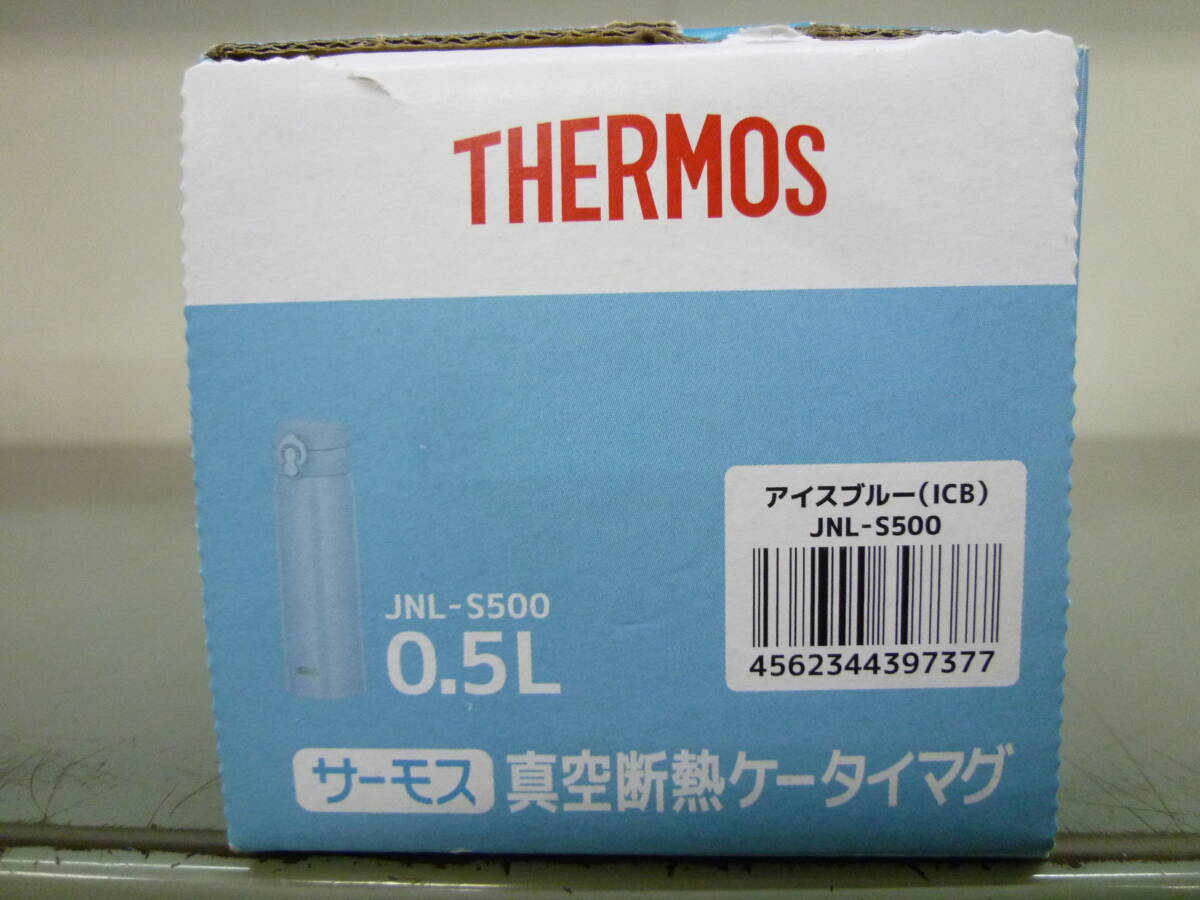 THERMOS
アイスブルー(ICB)
JNL-S500
4562344397377
JNL-S500
0.5L
サーモス 真空断熱ケータイマグ